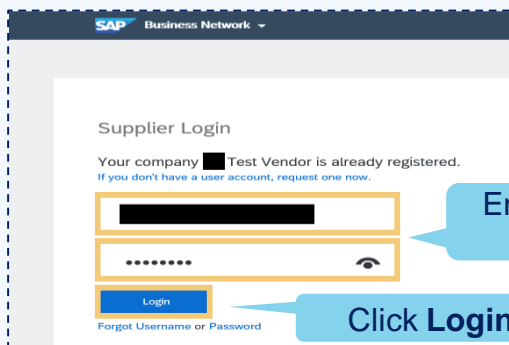 SAP Business Network
Supplier Login
Your company Test Vendor is already registered.
If you don't have a user account, request one now.
Login
Forgot Username or Password
Click Login